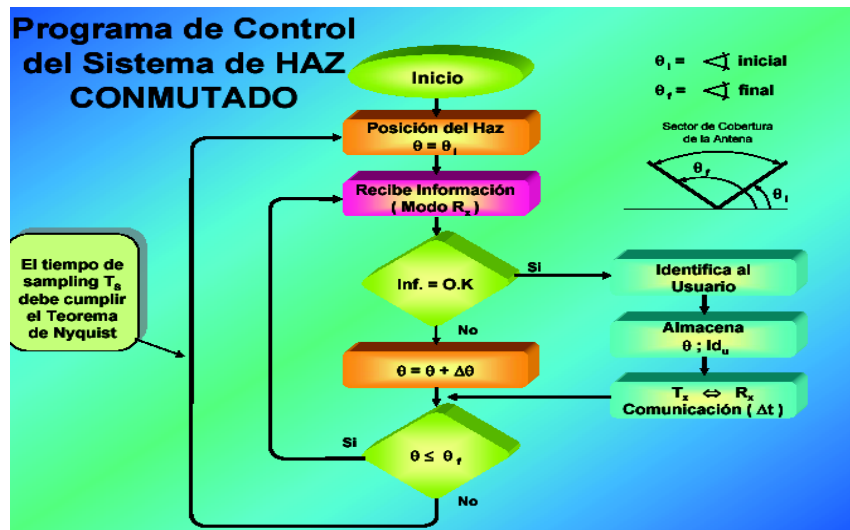 Programa de Control
del Sistema de HAZ
CONMUTADO
Inicio
θI = ∢ inicial
θf = ∢ final
Posición del Haz
θ = θI
Sector de Cobertura
de la Antena
θf
θI
Recibe Información
( Modo Rx )
El tiempo de
sampling TS
debe cumplir
el Teorema
de Nyquist
Inf. = O.K
Si
No
Identifica al
Usuario
Almacena
θ ; Idu
θ = θ + Δθ
Tx ⇔ Rx
Comunicación ( Δt )
Si
θ ≤ θf
No